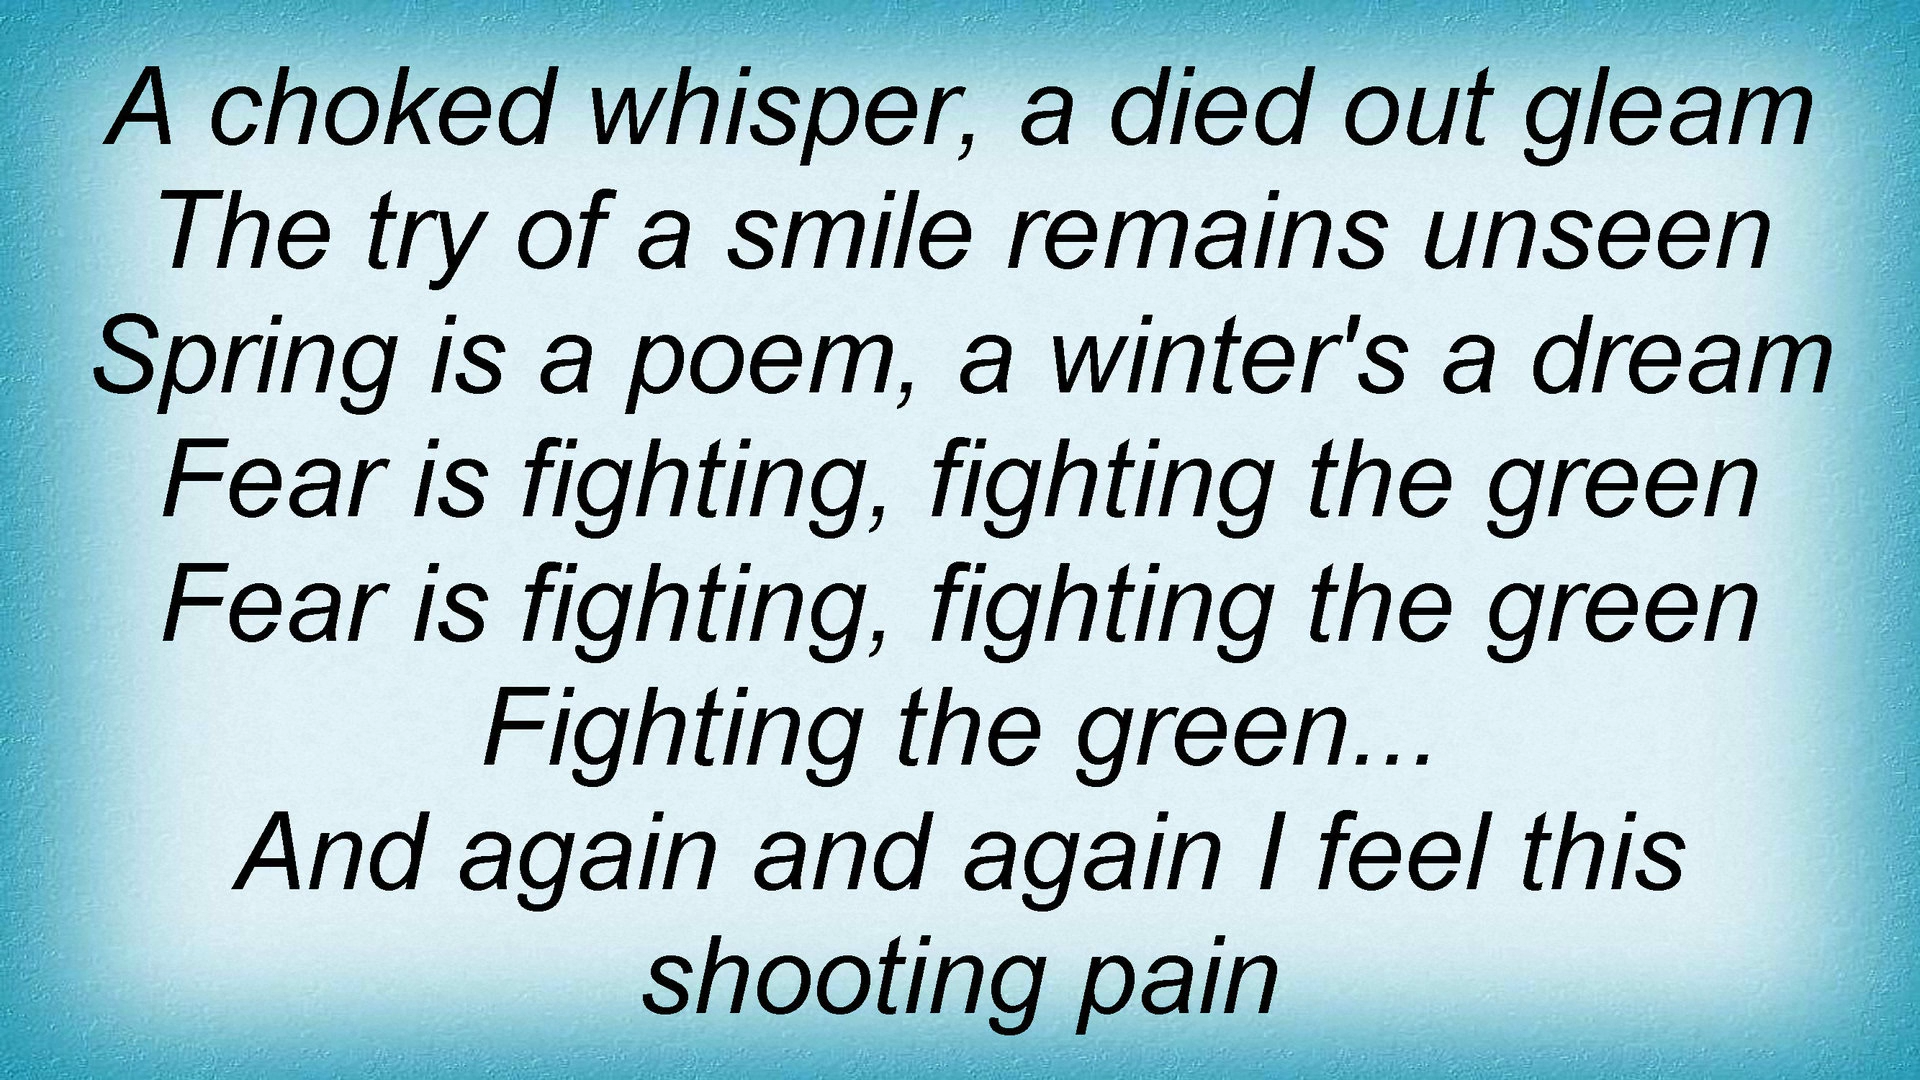 A choked whisper, a died out gleam
The try of a smile remains unseen
Spring is a poem, a winter's a dream
Fear is fighting, fighting the green
Fear is fighting, fighting the green
Fighting the green...
And again and again I feel this
shooting pain